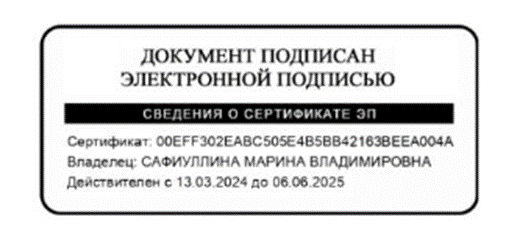 ДОКУМЕНТ ПОДПИСАН
ЭЛЕКТРОННОЙ ПОДПИСЬЮ
СВЕДЕНИЯ О СЕРТИФИКАТЕ ЭП
Сертификат: 00EFF302EABC505E4B5BB42163BEEA004A
Владелец: САФИУЛЛИНА МАРИНА ВЛАДИМИРОВНА
Действителен с 13.03.2024 до 06.06.2025